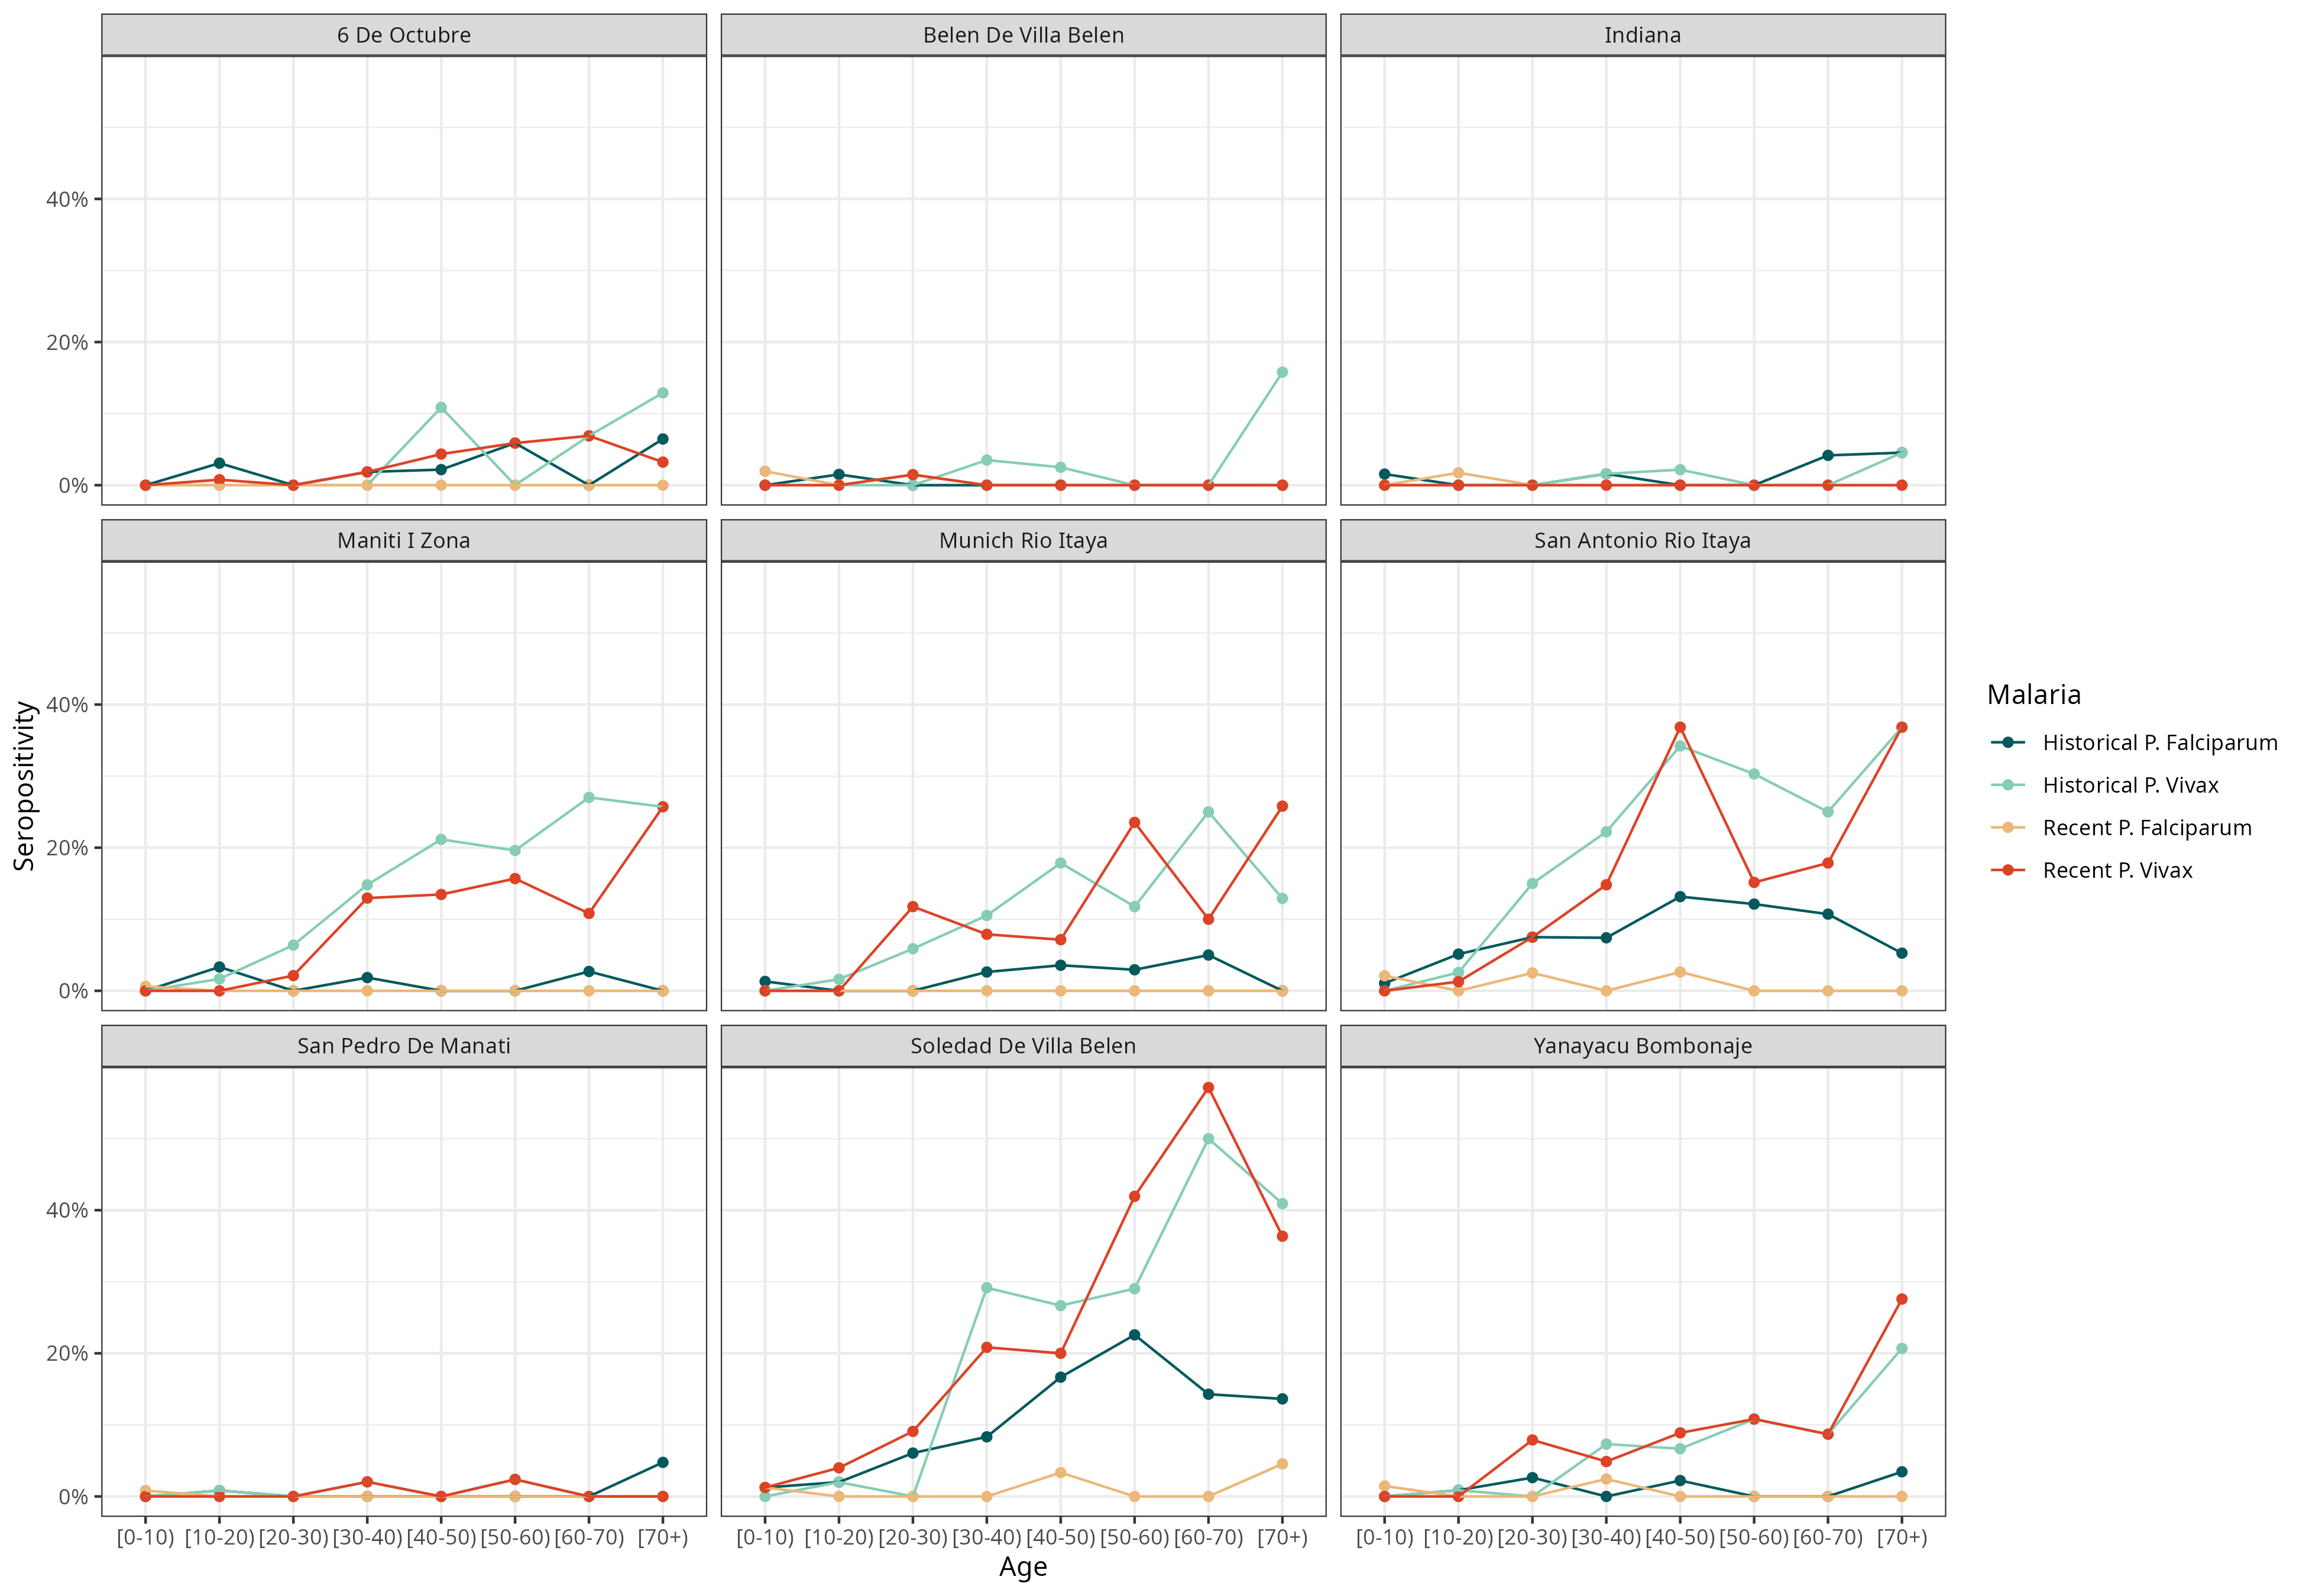 6 De Octubre
Belen De Villa Belen
Indiana
40%
20%
0%
Maniti I Zona
Munich Rio Itaya
San Antonio Rio Itaya
40%
20%
0%
San Pedro De Manati
Soledad De Villa Belen
Yanayacu Bombonaje
40%
20%
0%
[0-10) [10-20) [20-30) [30-40) [40-50) [50-60) [60-70) [70+)
[0-10) [10-20) [20-30) [30-40) [40-50) [50-60) [60-70) [70+)
[0-10) [10-20) [20-30) [30-40) [40-50) [50-60) [60-70) [70+)
Age
Seropositivity
Malaria
Historical P. Falciparum
Historical P. Vivax
Recent P. Falciparum
Recent P. Vivax